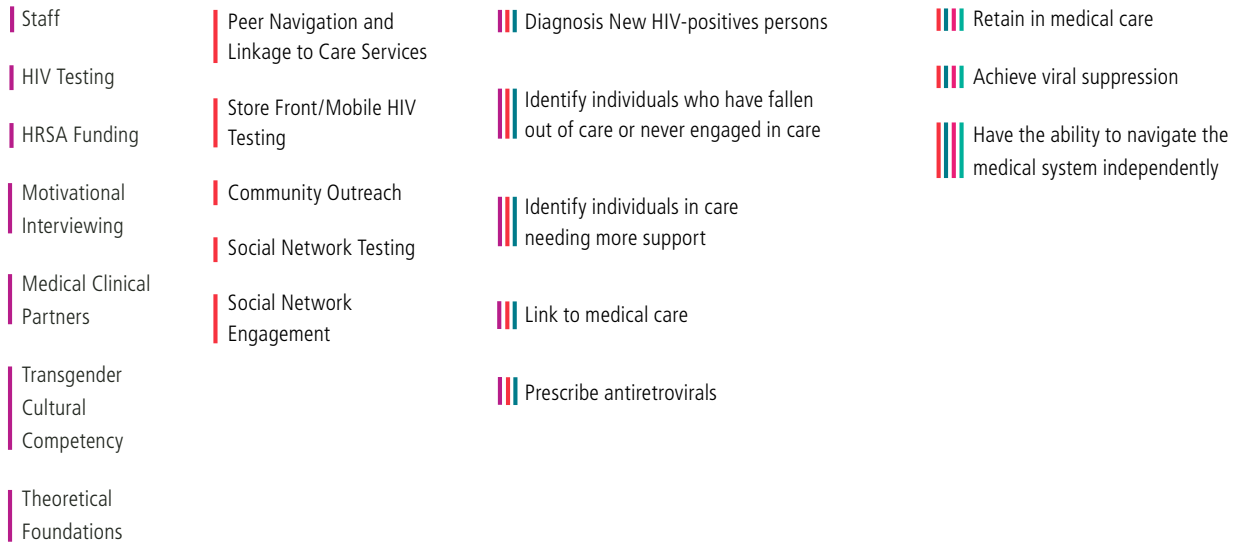 Staff
HIV Testing
HRSA Funding
Motivational
Interviewing
Medical Clinical
Partners
Transgender
Cultural
Competency
Theoretical
Foundations
Peer Navigation and
Linkage to Care Services
Store Front/Mobile HIV
Testing
Community Outreach
Social Network Testing
Social Network
Engagement
Diagnosis New HIV-positives persons
Identify individuals who have fallen
out of care or never engaged in care
Identify individuals in care
needing more support
Link to medical care
Prescribe antiretrovirals
Retain in medical care
Achieve viral suppression
Have the ability to navigate the
medical system independently